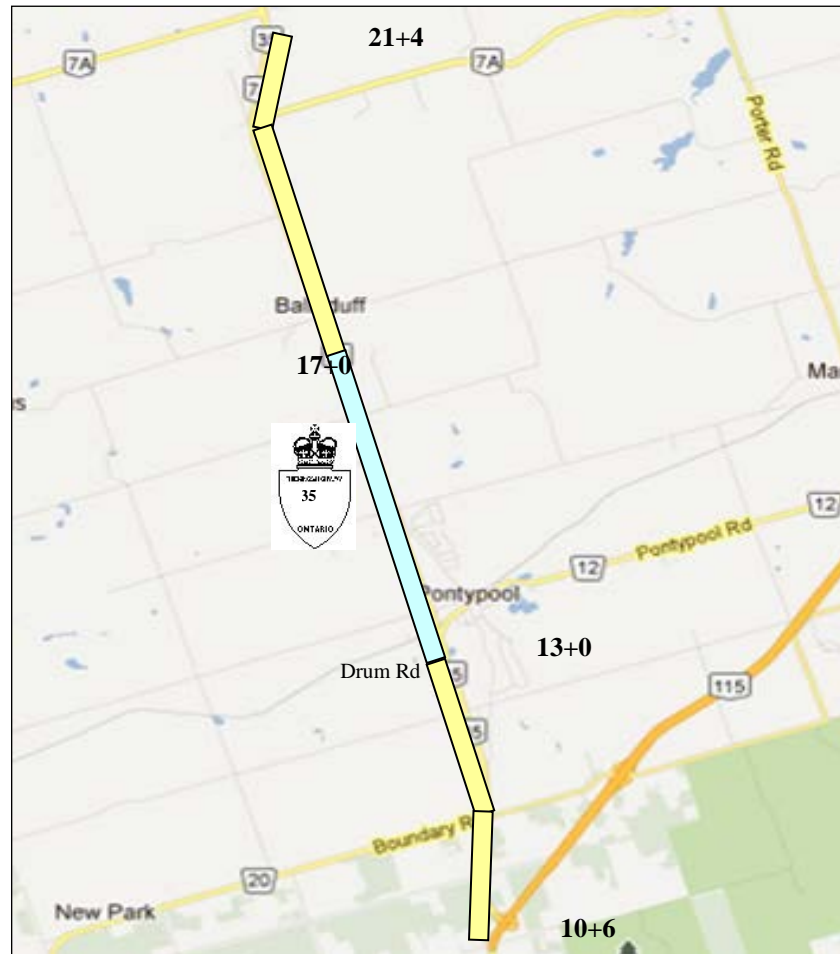 21+4
7A
7A
Porter Rd
17+0
Ma
35
ONTARIO
12
Pontypool Rd
12
Pontypool
13+0
Drum Rd
115
Boundary R
20
New Park
10+6